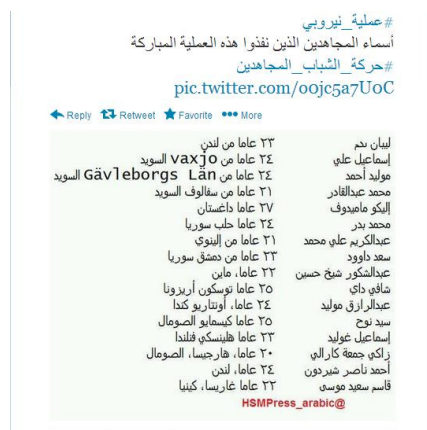 #عملية_نيروبي
أسماء المجاهدين الذين نفذوا هذه العملية المباركة
#حركة_الشباب_المجاهدين
pic.twitter.com/oojc5a7U0C
Reply Retweet Favorite More
ليبان ٢٣ عاما من لندن
إسماعيل علي ٢٤ عاما من vaxjo السويد
موليد أحمد ٢٤ عاما من Gävleborgs Län السويد
محمد عبدالقادر ٢١ عاما من سفالوف السويد
إليكو ماميدوف ٢٧ عاما داغستان
محمد بدر ٢٤ عاما حلب سوريا
عبدالكريم علي محمد ٢١ عاما من إلينوي
سعد داوود ٢٣ عاما من دمشق سوريا
عبدالشكور شيخ حسين ٢٢ عاما، ماين
شافي داي ٢٥ عاما توسكون أريزونا
عبدالرازق موليد ٢٤ عاما، أونتاريو كندا
سيد نوح ٢٥ عاما كيسمايو الصومال
إسماعيل غوليد ٢٣ عاما هلينسكي فنلندا
زاكي جمعة كارالي ٢٠ عاما، هارجيسا، الصومال
أحمد ناصر شيردون ٢٤ عاما، لندن
قاسم سعيد موسى ٢٢ عاما غاريسا، كينيا
HSMPress_arabic@